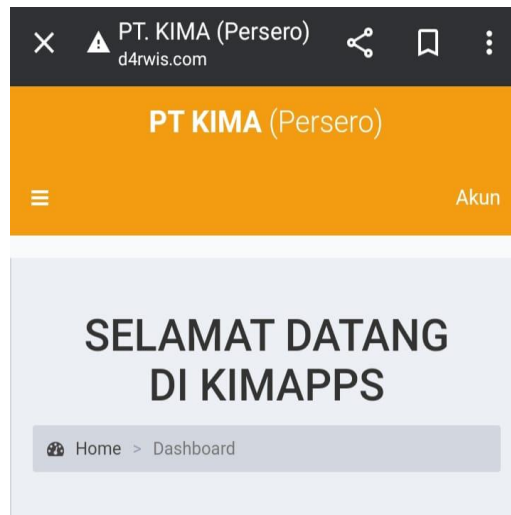 PT. KIMA (Persero)
d4rwis.com
PT KIMA (Persero)
Akun
SELAMAT DATANG
DI KIMAPPS
Home > Dashboard